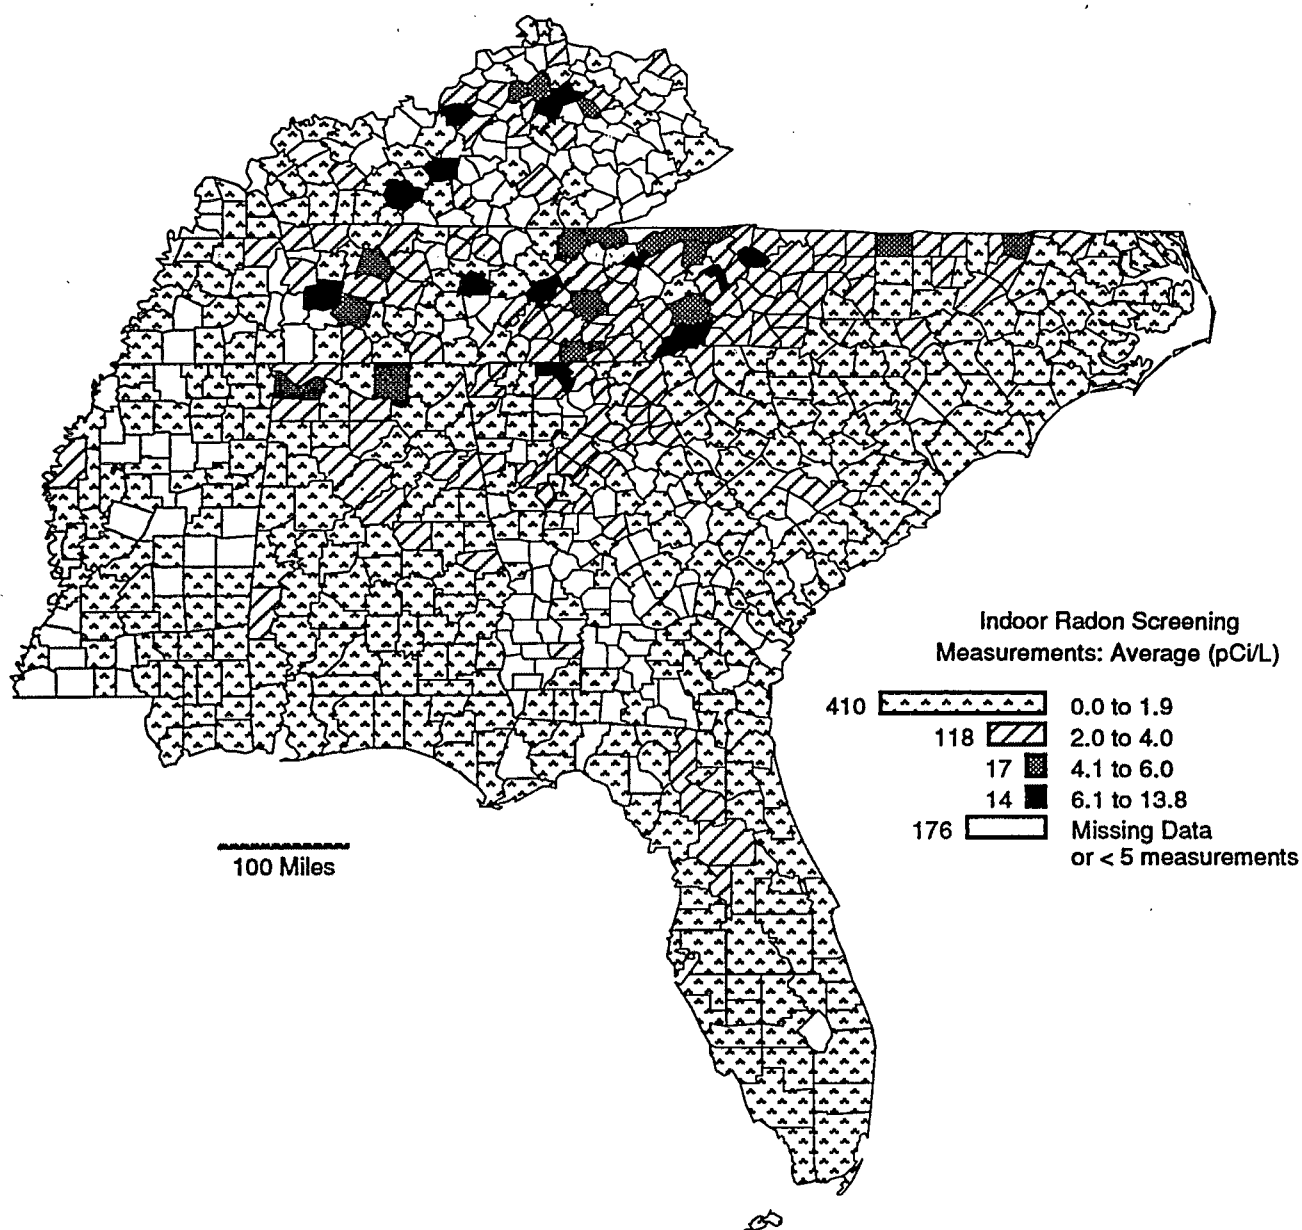 Indoor Radon Screening
Measurements: Average (pCi/L)
410 0.0 to 1.9
118 2.0 to 4.0
17 4.1 to 6.0
14 6.1 to 13.8
176 Missing Data
or < 5 measurements
100 Miles